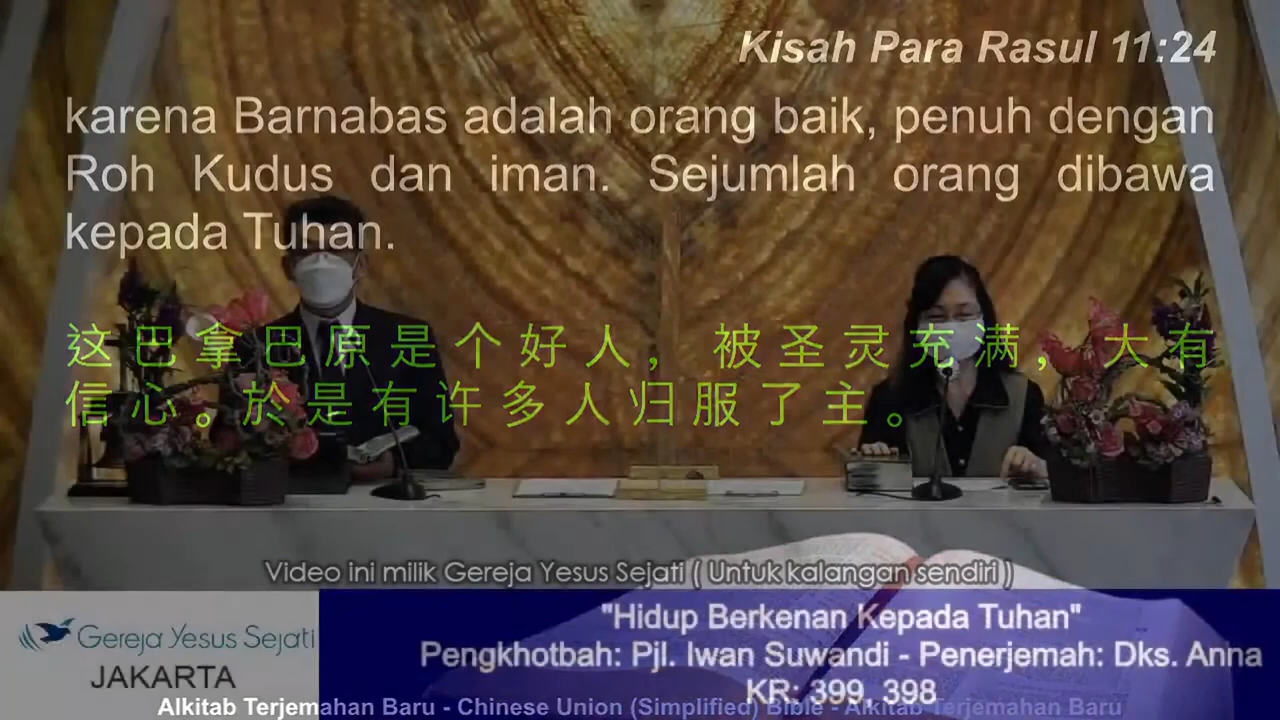 Kisah Para Rasul 11:24
karena Barnabas adalah orang baik, penuh dengan
Roh Kudus dan iman. Sejumlah orang dibawa
kepada Tuhan.
这巴拿巴原是个好人，被圣灵充满，大有
信心。於是有许多人归服了主。
Video ini milik Gereja Yesus Sejati ( Untuk kalangan sendiri )
Gereja Yesus Sejati
JAKARTA
"Hidup Berkenan Kepada Tuhan"
Pengkhotbah: Pjl. Iwan Suwandi - Penerjemah: Dks. Anna
KR: 399, 398
Alkitab Terjemahan Baru - Chinese Union (Simplified) Bible - Alkitab Terjemahan Baru